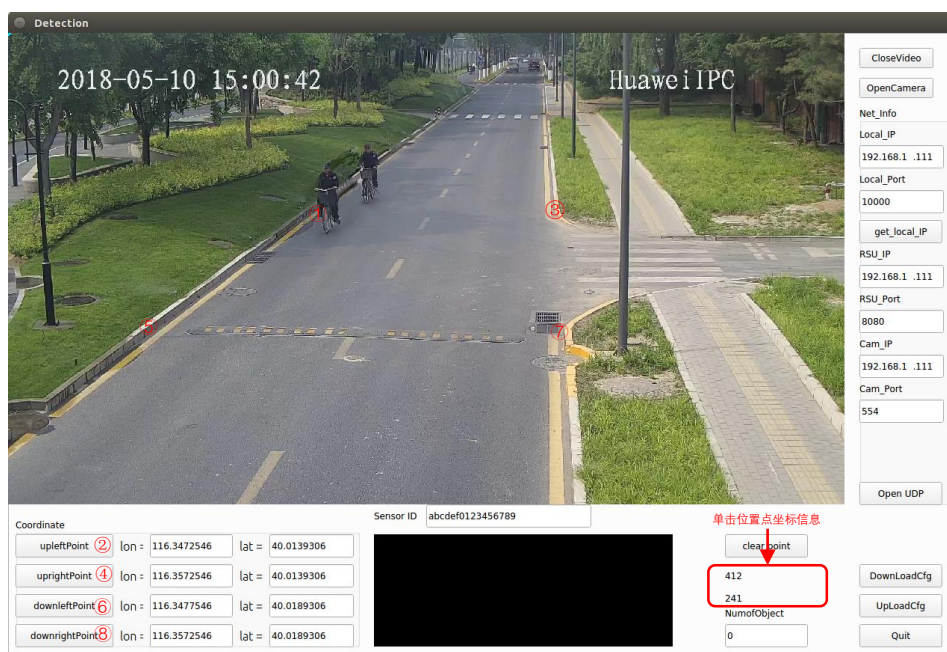 Detection
2018-05-10 15:00:42
HuaweiIPC
①
③
⑤
⑦
CloseVideo
OpenCamera
Net_Info
Local_IP
192.168.1 .111
Local_Port
10000
get_local_IP
RSU_IP
192.168.1 .111
RSU_Port
8080
Cam_IP
192.168.1 .111
Cam_Port
554
Open UDP
Coordinate
upleftPoint ② lon = 116.3472546 lat = 40.0139306
uprightPoint ④ lon = 116.3572546 lat = 40.0139306
downleftPoint ⑥ lon = 116.3477546 lat = 40.0189306
downrightPoint ⑧ lon = 116.3572546 lat = 40.0189306
Sensor ID abcdef0123456789
单击位置点坐标信息
clear point
412
241
NumofObject
0
DownLoadCfg
UpLoadCfg
Quit